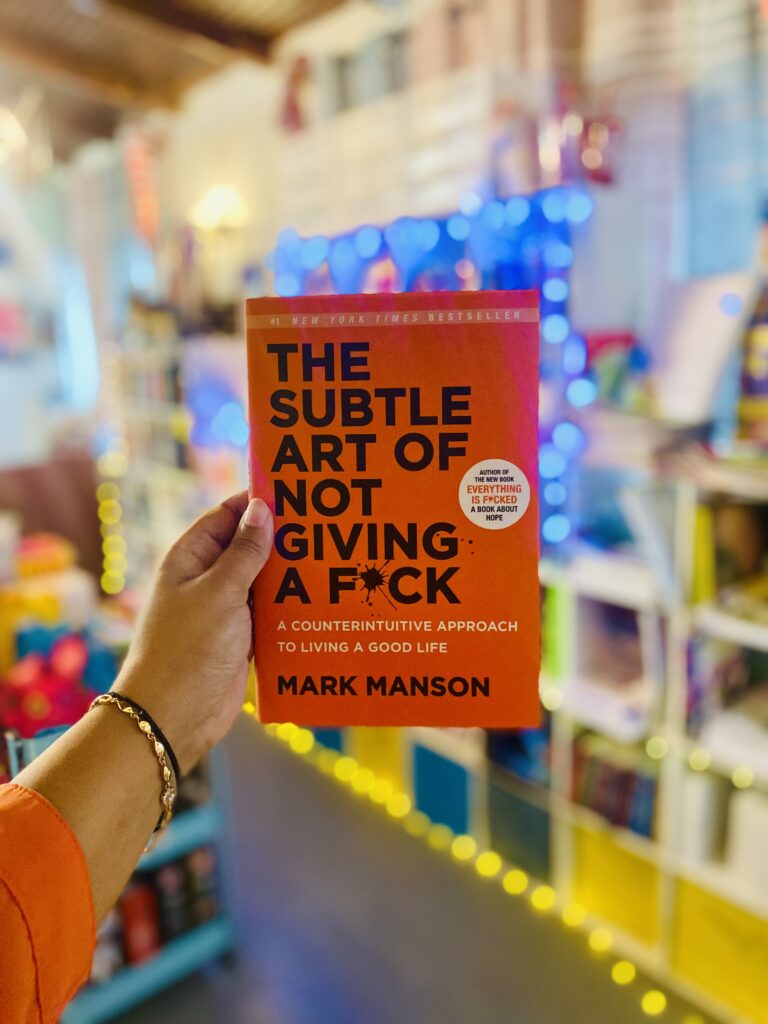 #1 NEW YORK TIMES BESTSELLER
THE
SUBTLE
ART OF
NOT
GIVING
A F*CK
AUTHOR OF
THE NEW BOOK
EVERYTHING
IS F*CKED
A BOOK ABOUT
HOPE
A COUNTERINTUITIVE APPROACH
TO LIVING A GOOD LIFE
MARK MANSON